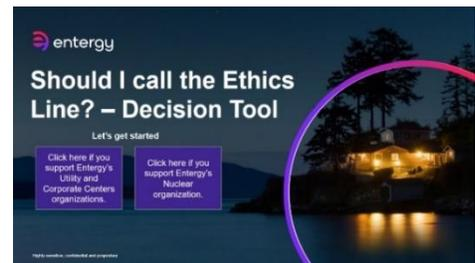 entergy
Should I call the Ethics
Line? – Decision Tool
Let's get started
Click here if you
support Entergy's
Utility and
Corporate Centers
organizations.
Click here if you
support Entergy's
Nuclear
organization.
Highly sensitive, confidential and proprietary